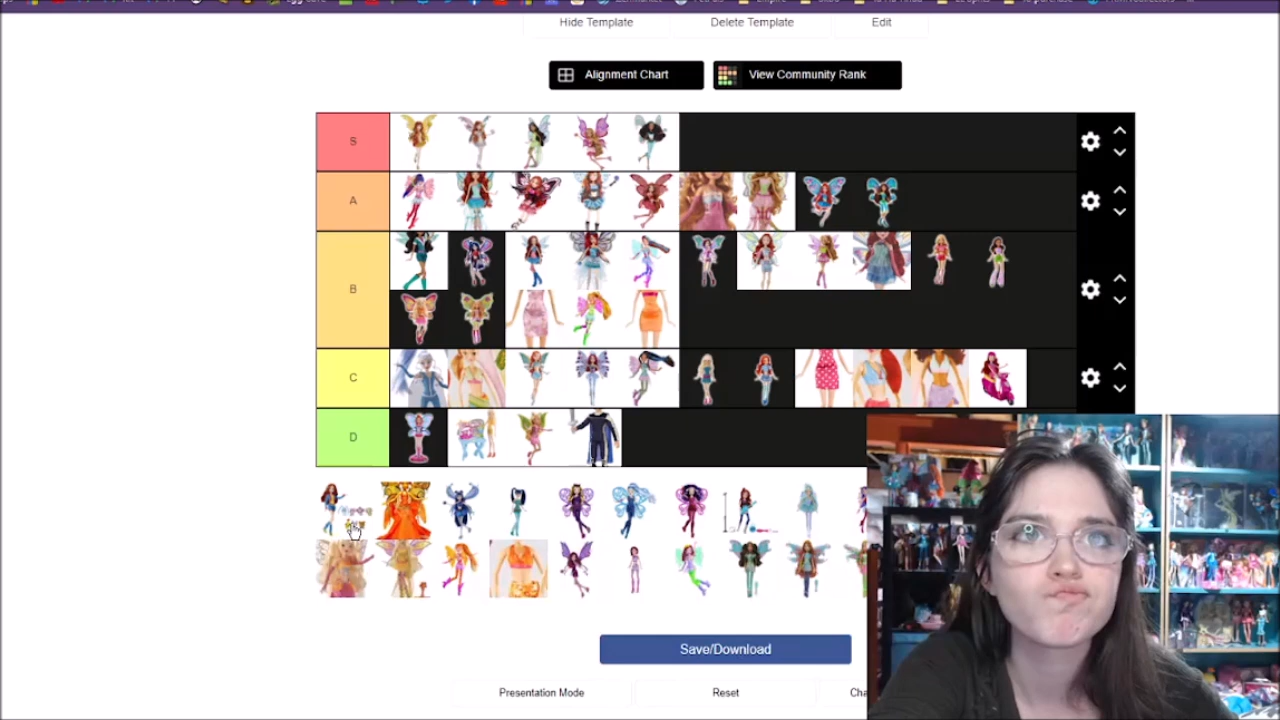 Hide Template Delete Template Edit
Alignment Chart View Community Rank
S
A
B
C
D
Save/Download
Presentation Mode Reset